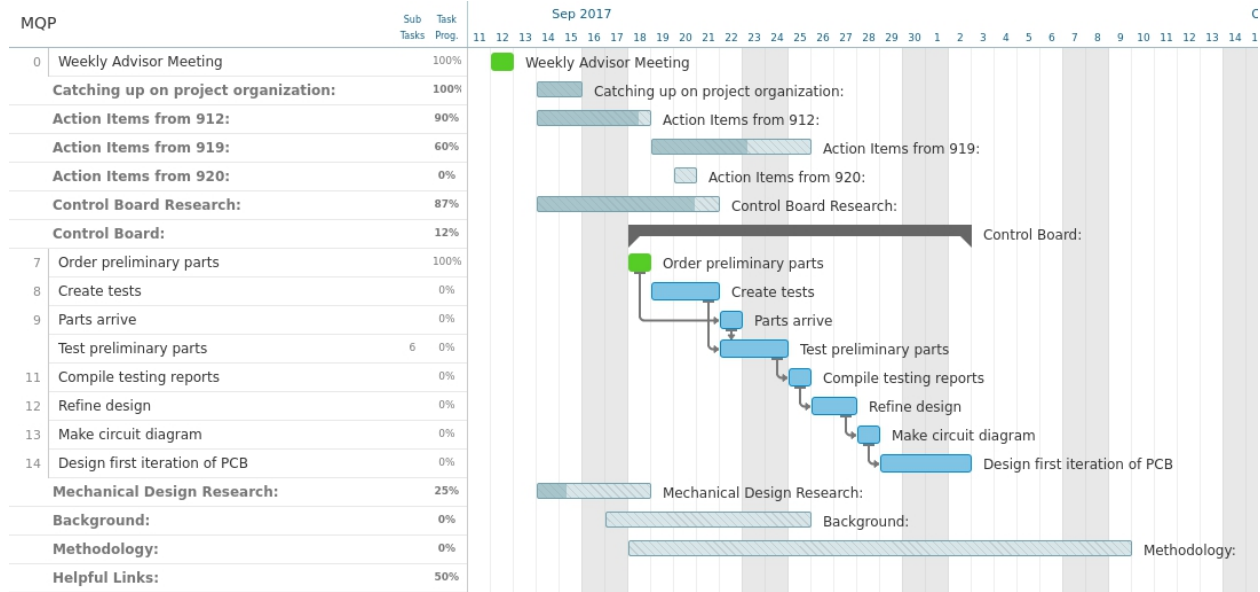 Sep 2017
O
MQP Sub Tasks Task Prog. 11 12 13 14 15 16 17 18 19 20 21 22 23 24 25 26 27 28 29 30 1 2 3 4 5 6 7 8 9 10 11 12 13 14 1
0 Weekly Advisor Meeting 100% Weekly Advisor Meeting
Catching up on project organization: 100% Catching up on project organization:
Action Items from 912: 90% Action Items from 912:
Action Items from 919: 60% Action Items from 919:
Action Items from 920: 0% Action Items from 920:
Control Board Research: 87% Control Board Research:
Control Board: 12% Control Board:
7 Order preliminary parts 100% Order preliminary parts
8 Create tests 0% Create tests
9 Parts arrive 0% Parts arrive
Test preliminary parts 6 0% Test preliminary parts
11 Compile testing reports 0% Compile testing reports
12 Refine design 0% Refine design
13 Make circuit diagram 0% Make circuit diagram
14 Design first iteration of PCB 0% Design first iteration of PCB
Mechanical Design Research: 25% Mechanical Design Research:
Background: 0% Background:
Methodology: 0% Methodology:
Helpful Links: 50%